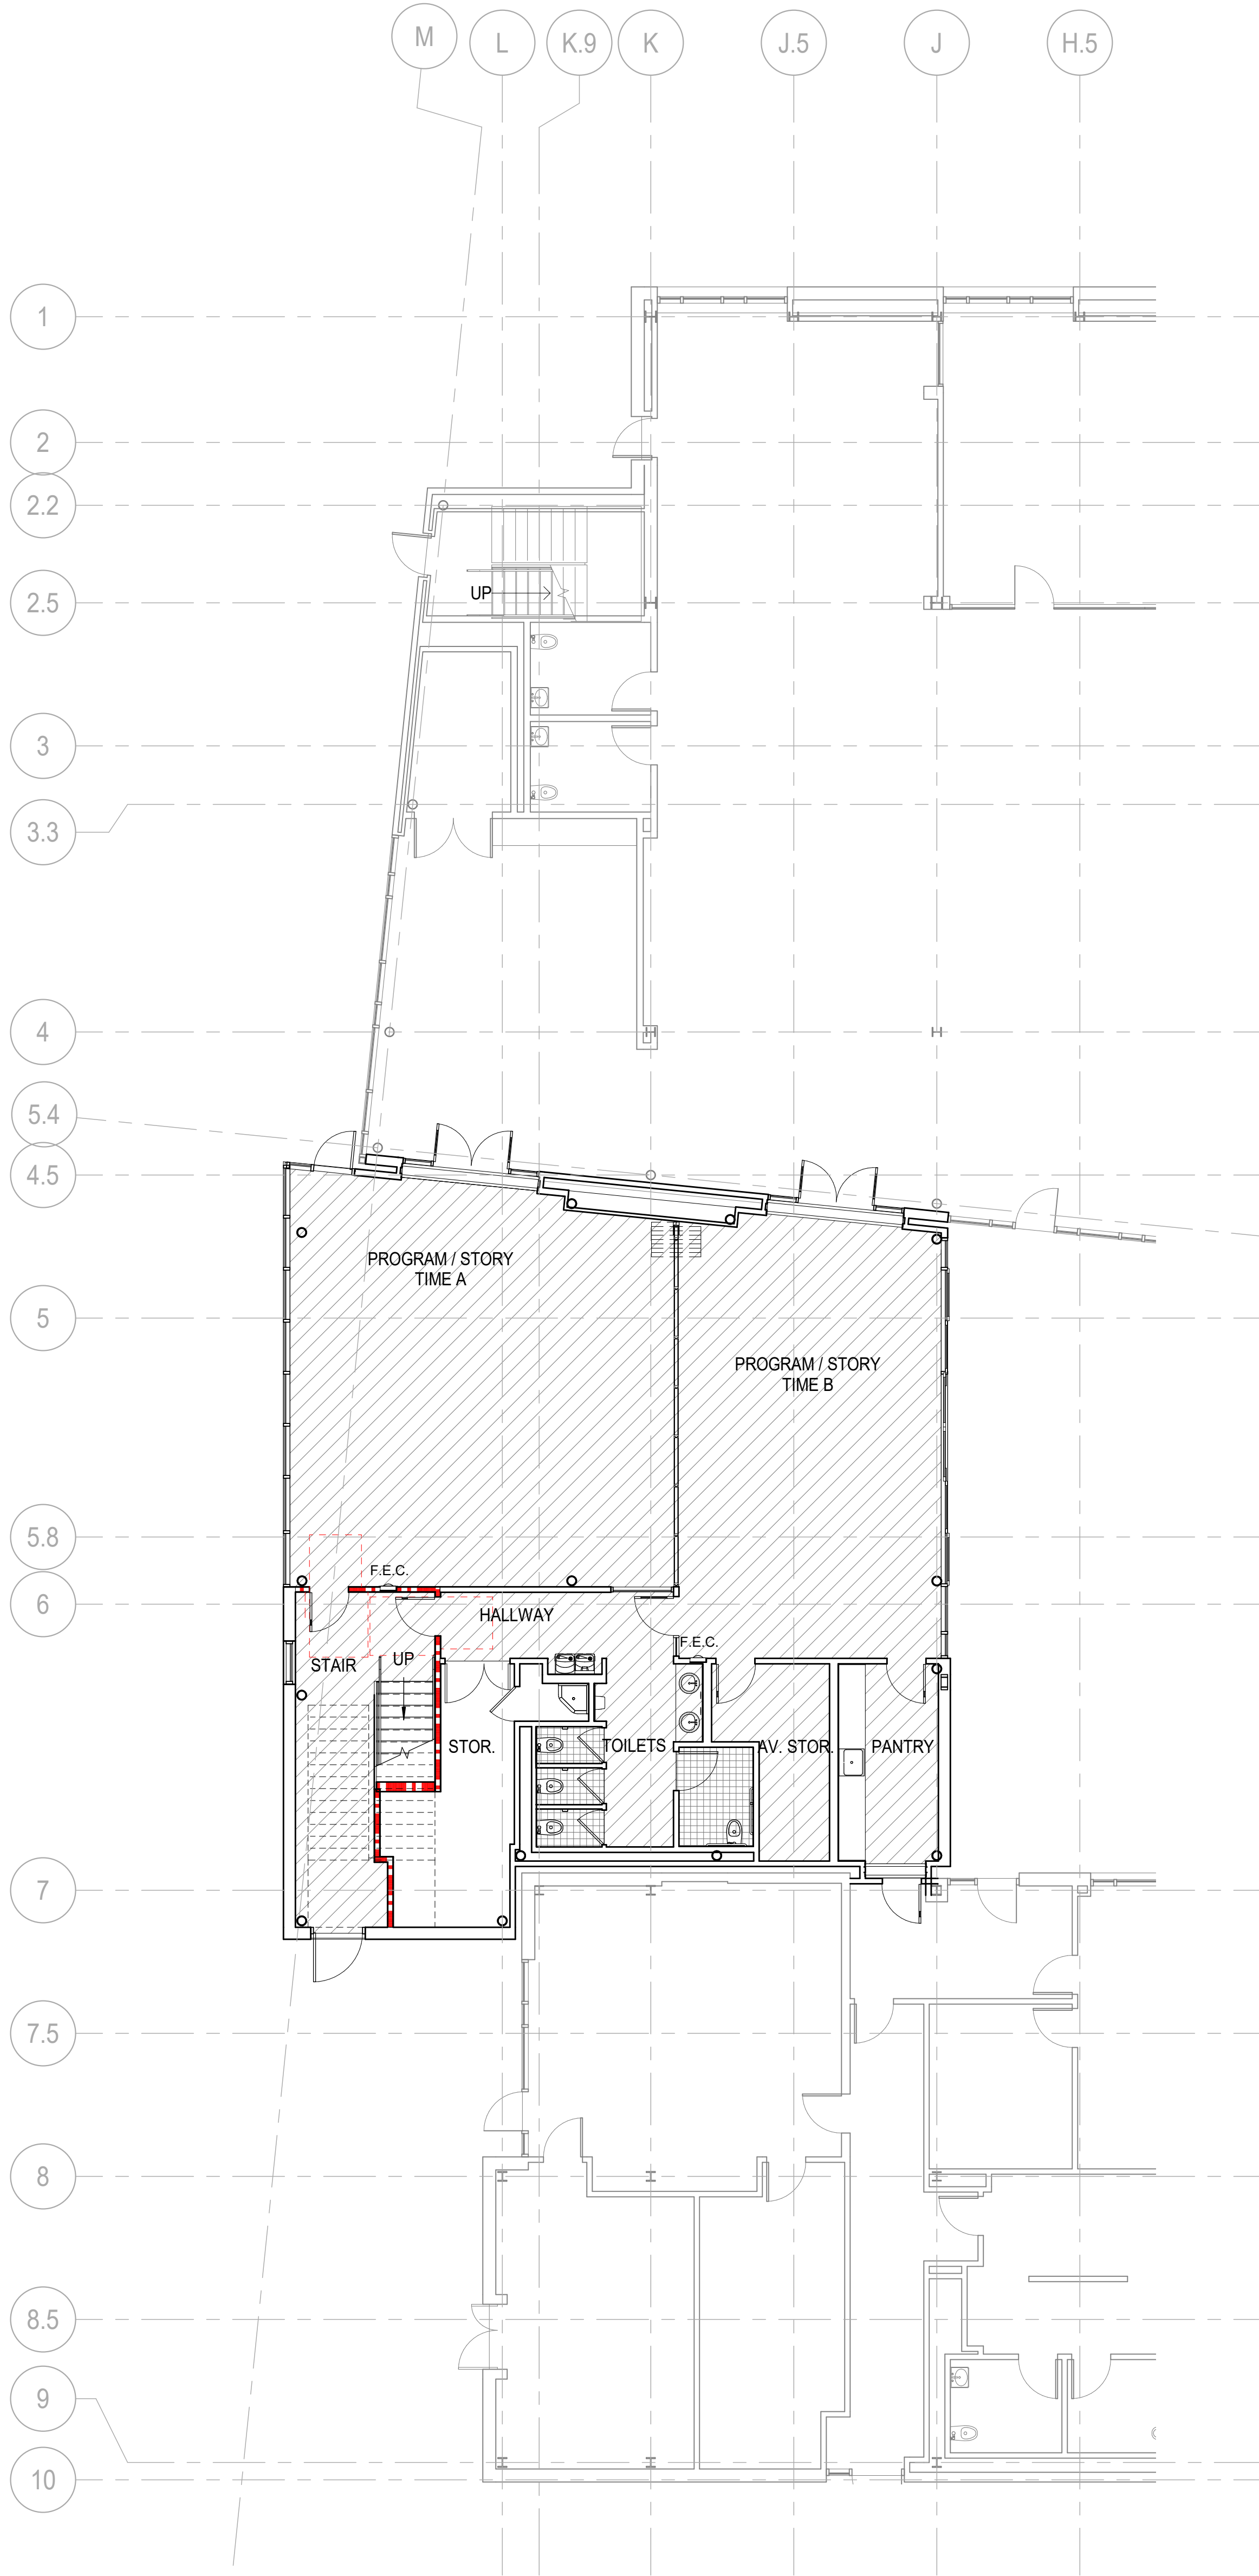 M
L
K.9
K
J.5
J
H.5
1
2
2.2
UP
2.5
3
3.3
4
5.4
4.5
PROGRAM / STORY
TIME A
5
PROGRAM / STORY
TIME B
5.8
F.E.C.
6
HALLWAY
F.E.C.
STAIR
UP
STOR.
TOILETS
AV. STOR.
PANTRY
7
7.5
8
8.5
9
10